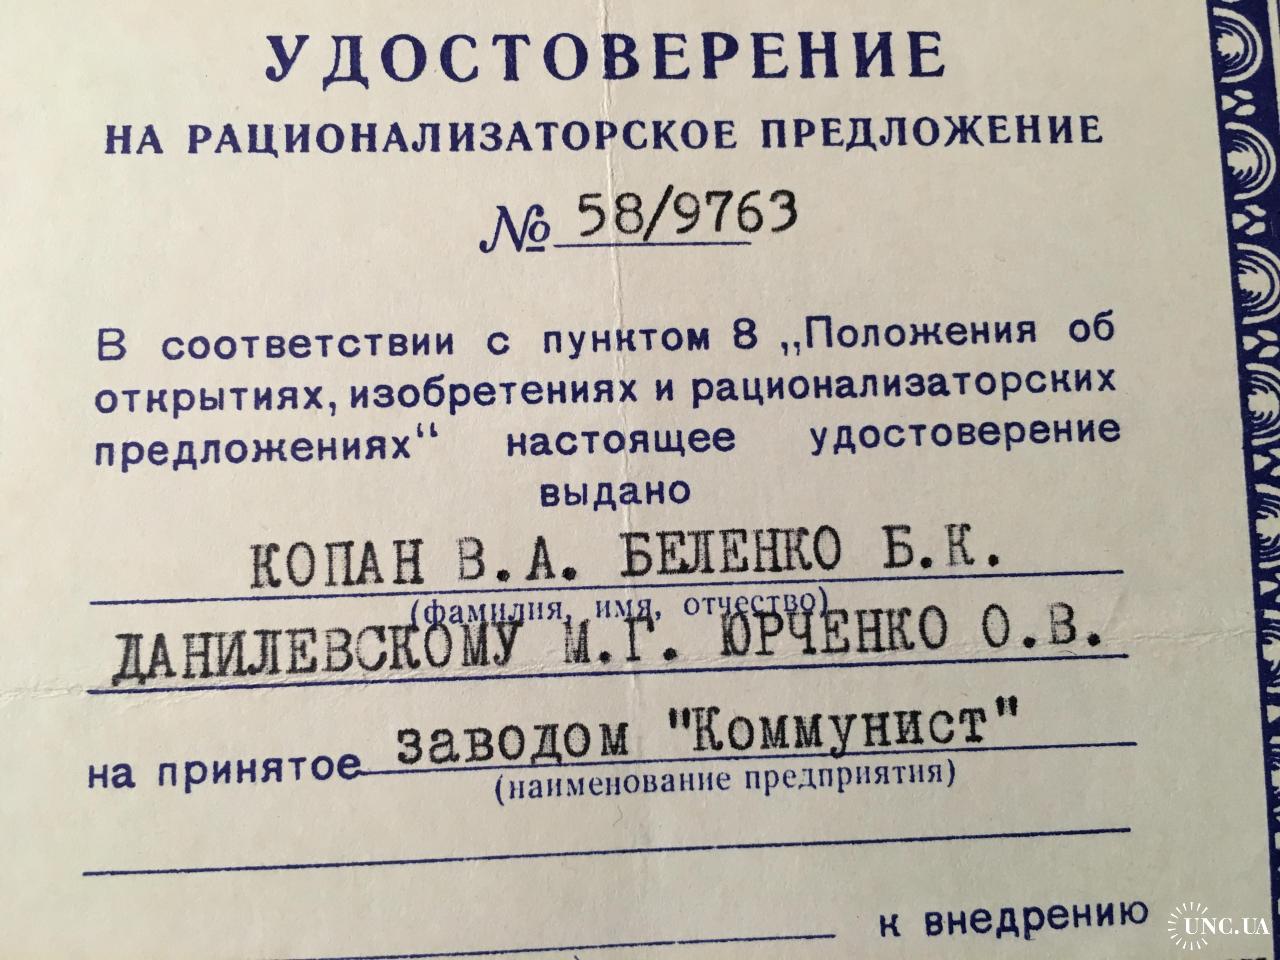 УДОСТОВЕРЕНИЕ
НА РАЦИОНАЛИЗАТОРСКОЕ ПРЕДЛОЖЕНИЕ
№ 58/9763
В соответствии с пунктом 8 „Положения об
открытиях, изобретениях и рационализаторских
предложениях“ настоящее удостоверение
выдано
КОПАН В.А. БЕЛЕНКО Б.К.
(фамилия, имя, отчество)
ДАНИЛЕВСКОМУ М.Г. ЮРЧЕНКО О.В.
на принятое заводом "Коммунист"
(наименование предприятия)
к внедрению
UNC.UA